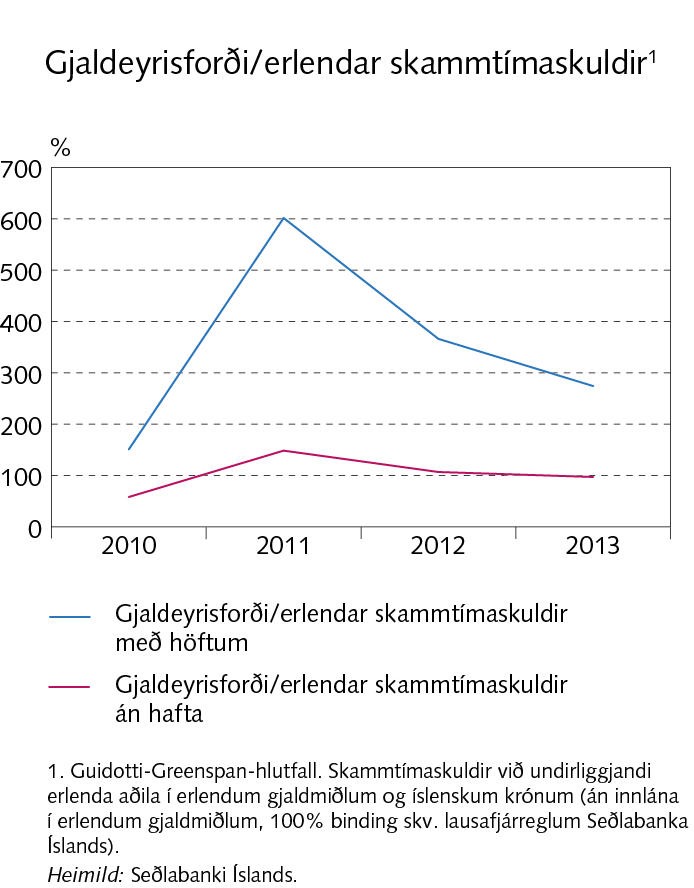 Gjaldeyrisforði/erlendar skammtímaskuldir¹
%
700
600
500
400
300
200
100
0
2010 2011 2012 2013
Gjaldeyrisforði/erlendar skammtímaskuldir
með höftum
Gjaldeyrisforði/erlendar skammtímaskuldir
án hafta
1. Guidotti-Greenspan-hlutfall. Skammtímaskuldir við undirliggjandi
erlenda aðila í erlendum gjaldmiðlum og íslenskum krónum (án innlána
í erlendum gjaldmiðlum, 100% binding skv. lausafjárreglum Seðlabanka
Íslands).
Heimild: Seðlabanki Íslands.